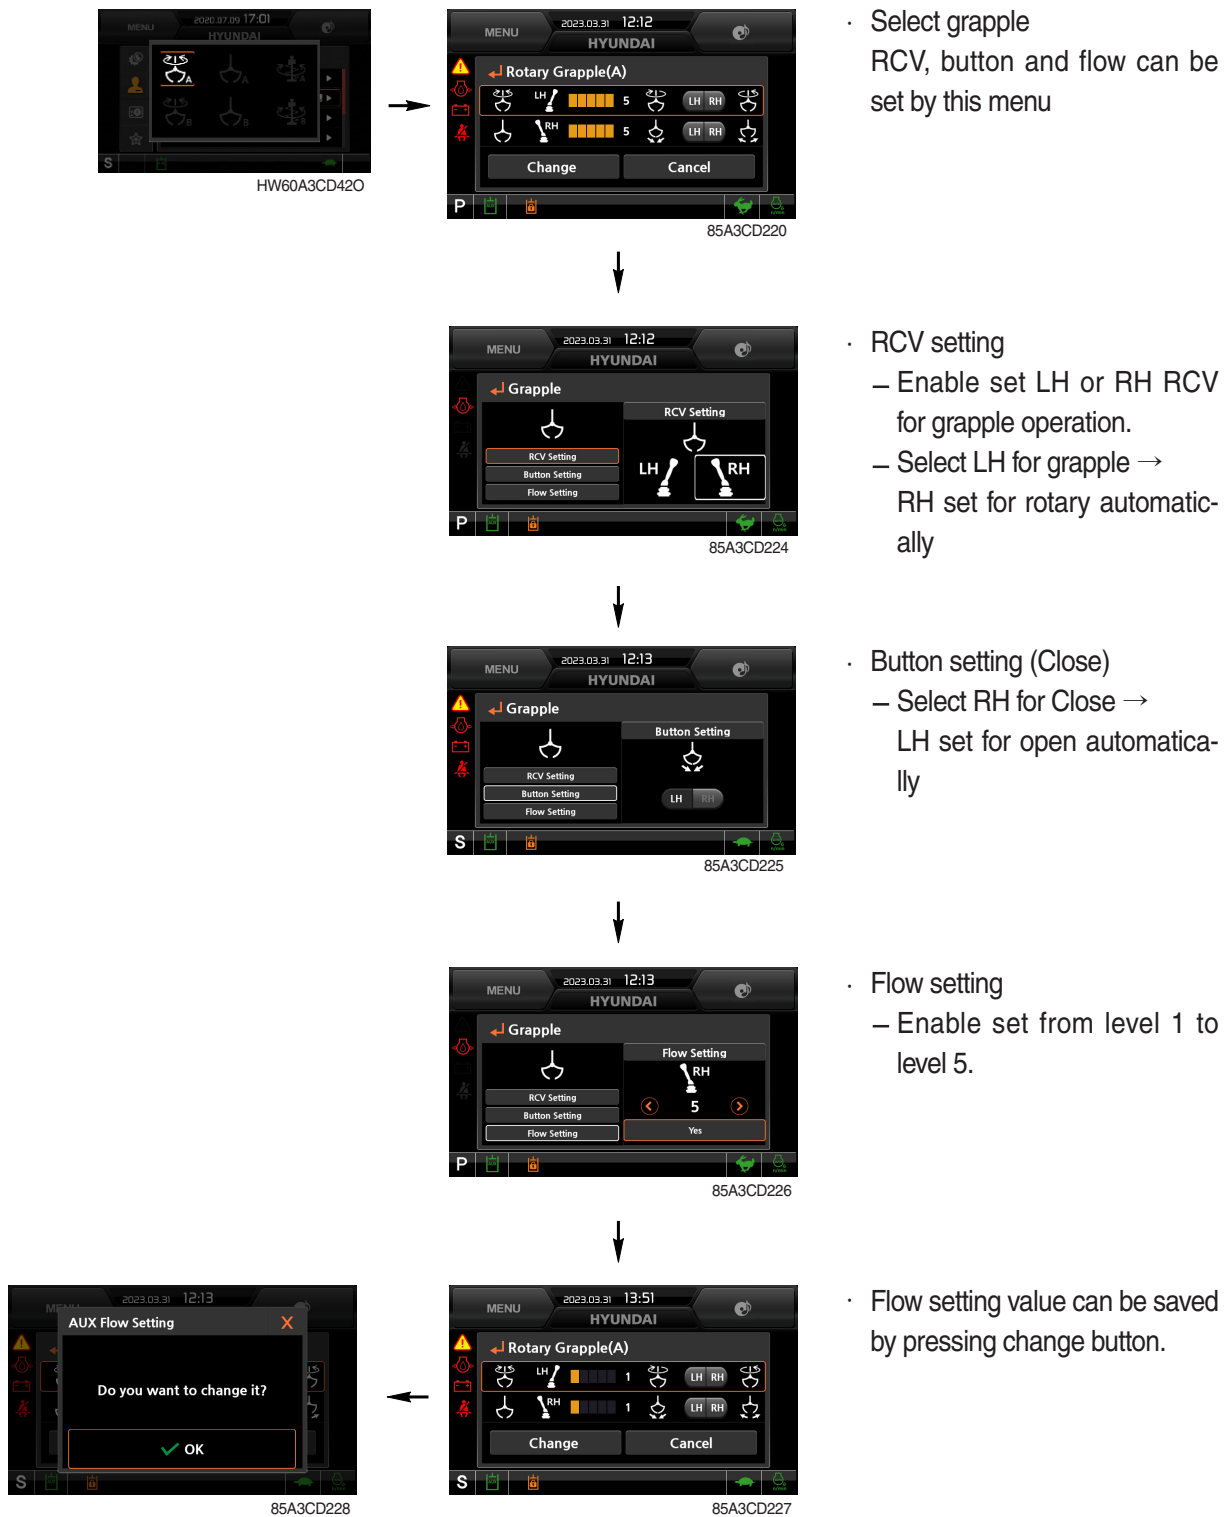 MENU
2020.07.09 17:01
HYUNDAI
A
A
A
B
B
B
S
HW60A3CD42O
MENU
2023.03.31 12:12
HYUNDAI
Rotary Grapple(A)
LH 5 LH RH
RH 5 LH RH
Change Cancel
P
85A3CD220
· Select grapple
RCV, button and flow can be
set by this menu
MENU
2023.03.31 12:12
HYUNDAI
Grapple
RCV Setting
RCV Setting
Button Setting
Flow Setting
LH RH
P
85A3CD224
· RCV setting
– Enable set LH or RH RCV
for grapple operation.
– Select LH for grapple →
RH set for rotary automatic-
ally
MENU
2023.03.31 12:13
HYUNDAI
Grapple
Button Setting
RCV Setting
Button Setting
Flow Setting
LH RH
S
85A3CD225
· Button setting (Close)
– Select RH for Close →
LH set for open automatica-
lly
MENU
2023.03.31 12:13
HYUNDAI
Grapple
Flow Setting
RH
5
RCV Setting
Button Setting
Flow Setting
Yes
P
85A3CD226
· Flow setting
– Enable set from level 1 to
level 5.
2023.03.31 12:13
AUX Flow Setting X
Do you want to change it?
OK
S
85A3CD228
MENU
2023.03.31 13:51
HYUNDAI
Rotary Grapple(A)
LH 1 LH RH
RH 1 LH RH
Change Cancel
S
85A3CD227
· Flow setting value can be saved
by pressing change button.